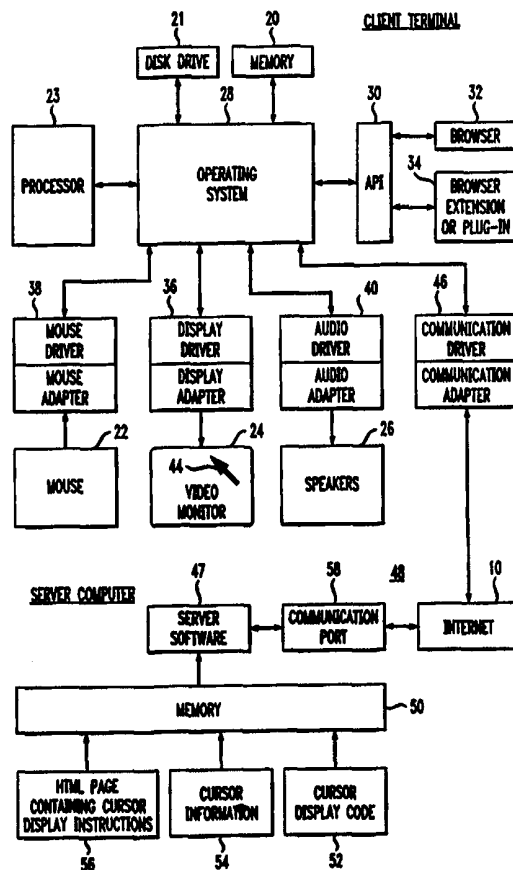 CLIENT TERMINAL
21
20
DISK DRIVE
MEMORY
23
28
30
32
PROCESSOR
OPERATING
SYSTEM
API
BROWSER
34
BROWSER
EXTENSION
OR PLUG-IN
38
36
40
46
MOUSE
DRIVER
MOUSE
ADAPTER
DISPLAY
DRIVER
DISPLAY
ADAPTER
AUDIO
DRIVER
AUDIO
ADAPTER
COMMUNICATION
DRIVER
COMMUNICATION
ADAPTER
22
24
26
MOUSE
44
VIDEO
MONITOR
SPEAKERS
SERVER COMPUTER
47
58
48
10
SERVER
SOFTWARE
COMMUNICATION
PORT
INTERNET
MEMORY
50
HTML PAGE
CONTAINING CURSOR
DISPLAY INSTRUCTIONS
CURSOR
INFORMATION
CURSOR
DISPLAY CODE
56
54
52